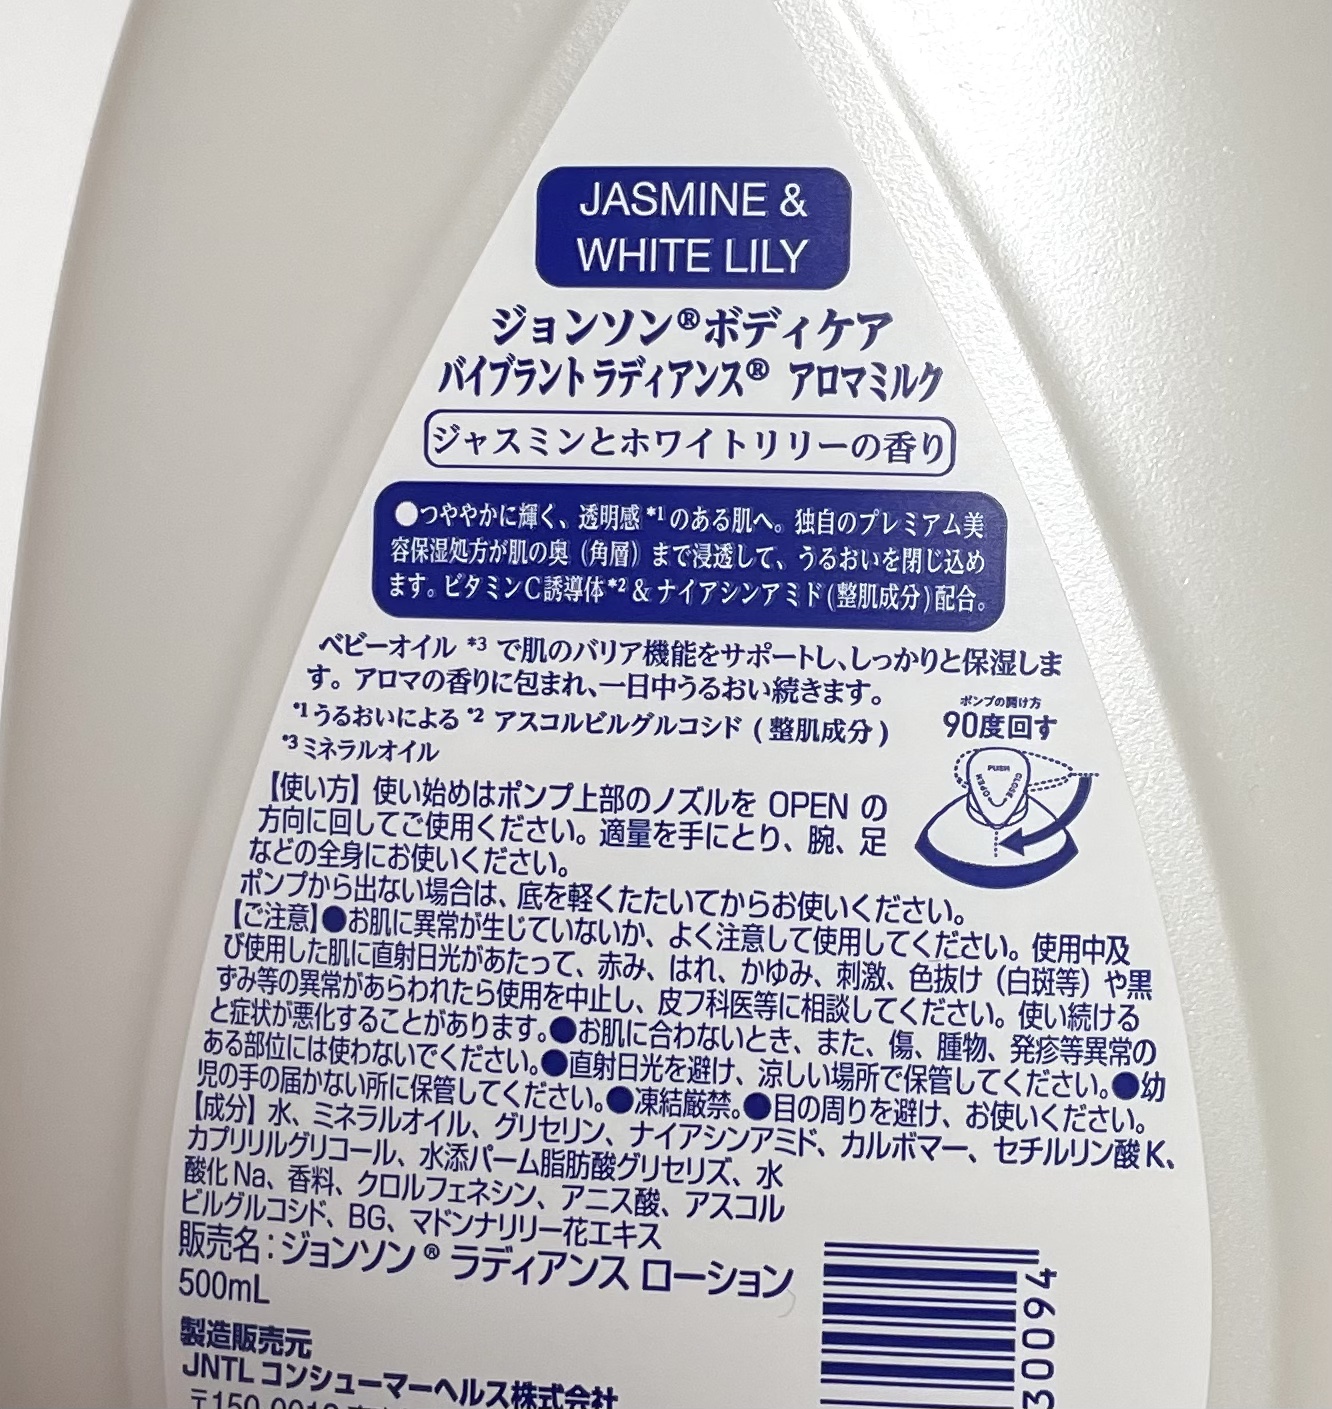 JASMINE &
WHITE LILY
ジョンソン®ボディケア
バイブラントラディアンス® アロマミルク
ジャスミンとホワイトリリーの香り
●つややかに輝く、透明感*1のある肌へ。独自のプレミアム美
容保湿処方が肌の奥（角層）まで浸透して、うるおいを閉じ込め
ます。ビタミンC誘導体*2 & ナイアシンアミド(整肌成分)配合。
ベビーオイル *3 で肌のバリア機能をサポートし、しっかりと保湿しま
す。アロマの香りに包まれ、一日中うるおい続きます。
*1 うるおいによる *2 アスコルビルグルコシド (整肌成分)
*3 ミネラルオイル
ポンプの開け方
90度回す
PUSH
OPEN
CLOSE
【使い方】使い始めはポンプ上部のノズルを OPEN の
方向に回してご使用ください。適量を手にとり、腕、足
などの全身にお使いください。
ポンプから出ない場合は、底を軽くたたいてからお使いください。
【ご注意】●お肌に異常が生じていないか、よく注意して使用してください。使用中及
び使用した肌に直射日光があたって、赤み、はれ、かゆみ、刺激、色抜け（白斑等）や黒
ずみ等の異常があらわれたら使用を中止し、皮フ科医等に相談してください。使い続ける
と症状が悪化することがあります。●お肌に合わないとき、また、傷、腫物、発疹等異常の
ある部位には使わないでください。●直射日光を避け、涼しい場所で保管してください。●幼
児の手の届かない所に保管してください。●凍結厳禁。●目の周りを避け、お使いください。
【成分】水、ミネラルオイル、グリセリン、ナイアシンアミド、カルボマー、セチルリン酸K、
カプリリルグリコール、水添パーム脂肪酸グリセリズ、水
酸化Na、香料、クロルフェネシン、アニス酸、アスコル
ビルグルコシド、BG、マドンナリリー花エキス
販売名：ジョンソン® ラディアンス ローション
500mL
製造販売元
JNTLコンシューマーヘルス株式会社
〒150-0012